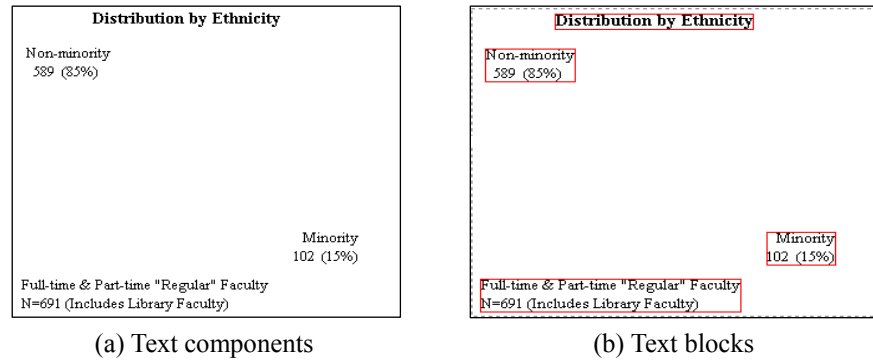 Distribution by Ethnicity
Non-minority
589 (85%)
Minority
102 (15%)
Full-time & Part-time "Regular" Faculty
N=691 (Includes Library Faculty)
(a) Text components
Distribution by Ethnicity
Non-minority
589 (85%)
Minority
102 (15%)
Full-time & Part-time "Regular" Faculty
N=691 (Includes Library Faculty)
(b) Text blocks